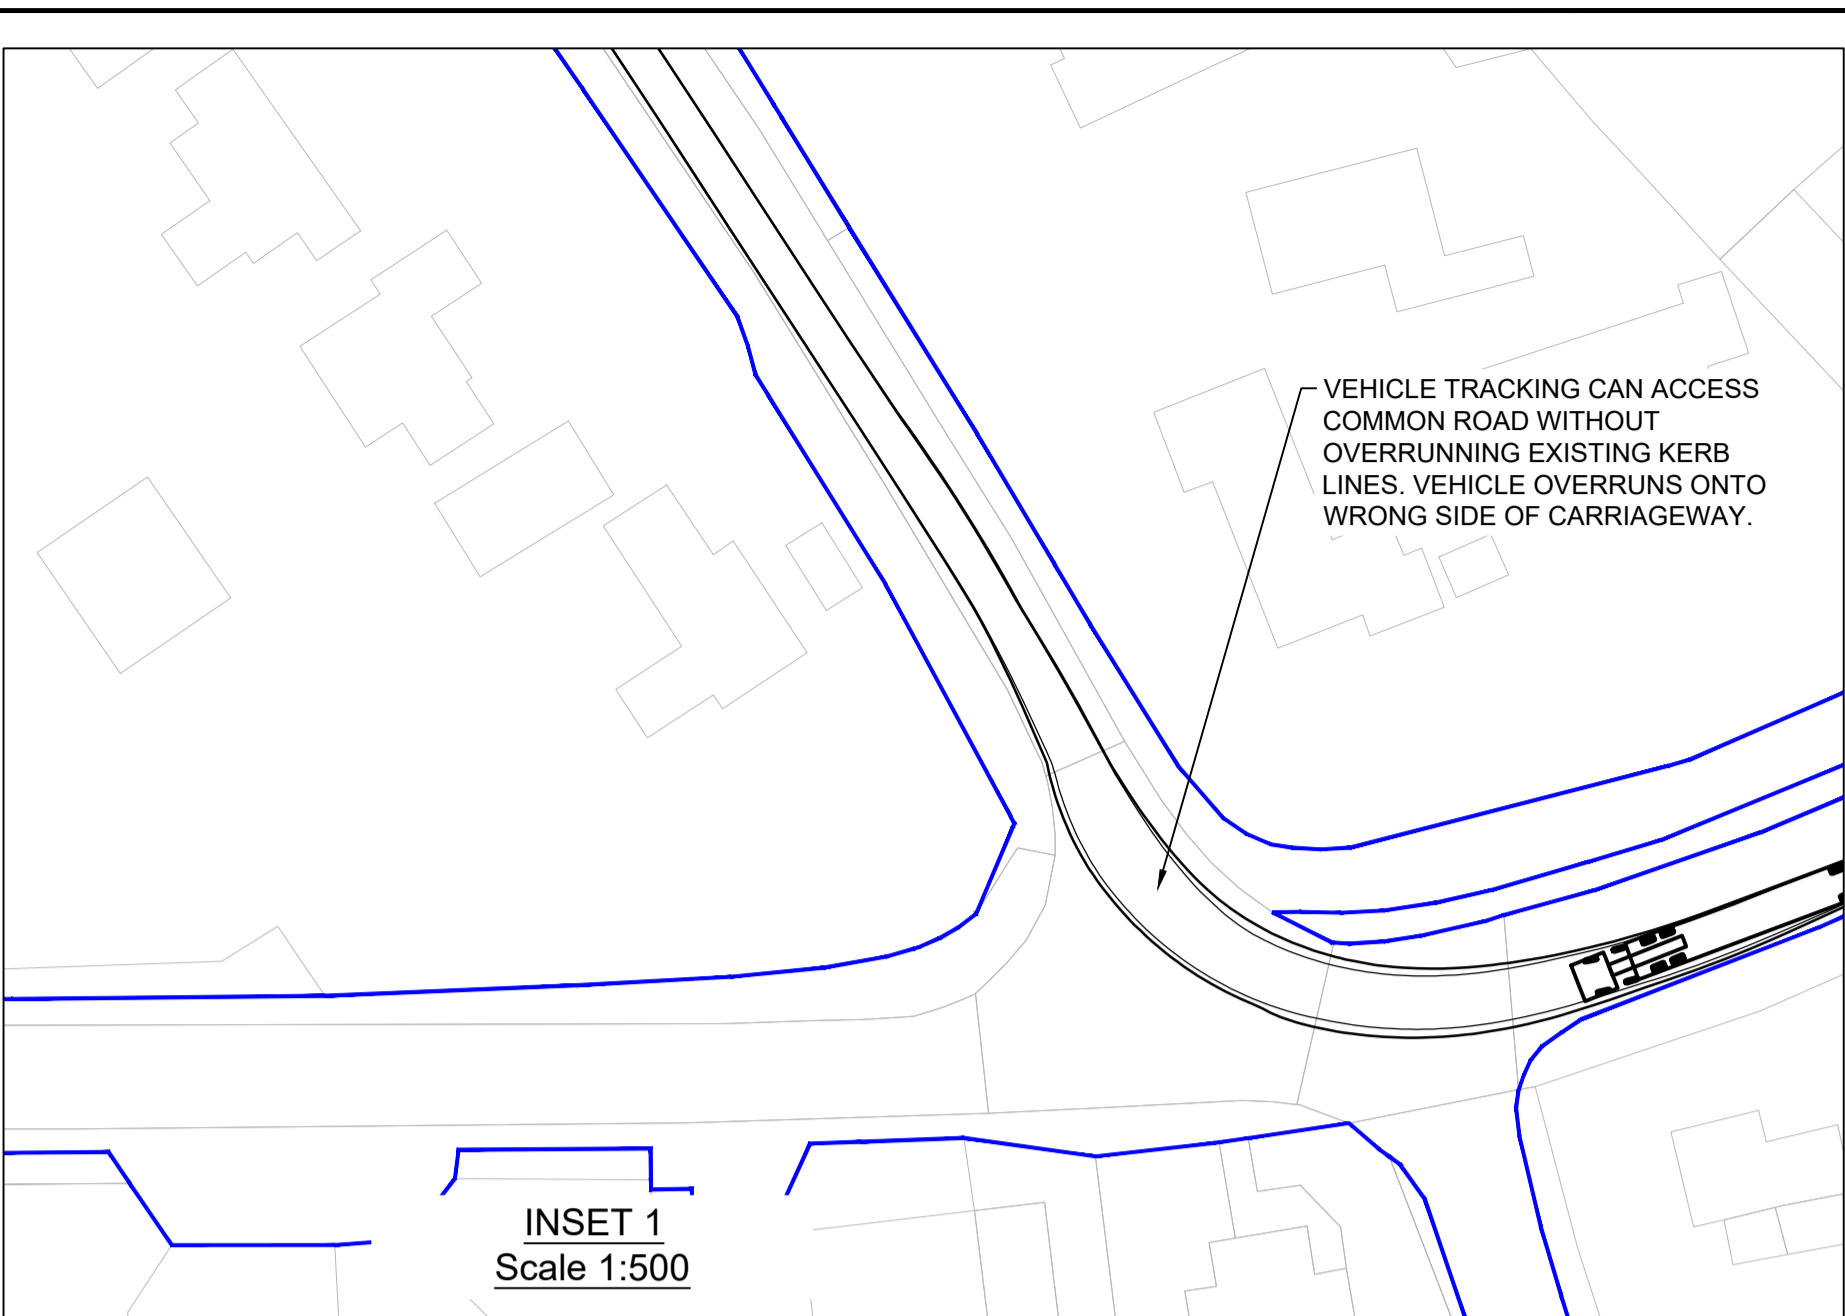 VEHICLE TRACKING CAN ACCESS
COMMON ROAD WITHOUT
OVERRUNNING EXISTING KERB
LINES. VEHICLE OVERRUNS ONTO
WRONG SIDE OF CARRIAGEWAY.
INSET 1
Scale 1:500